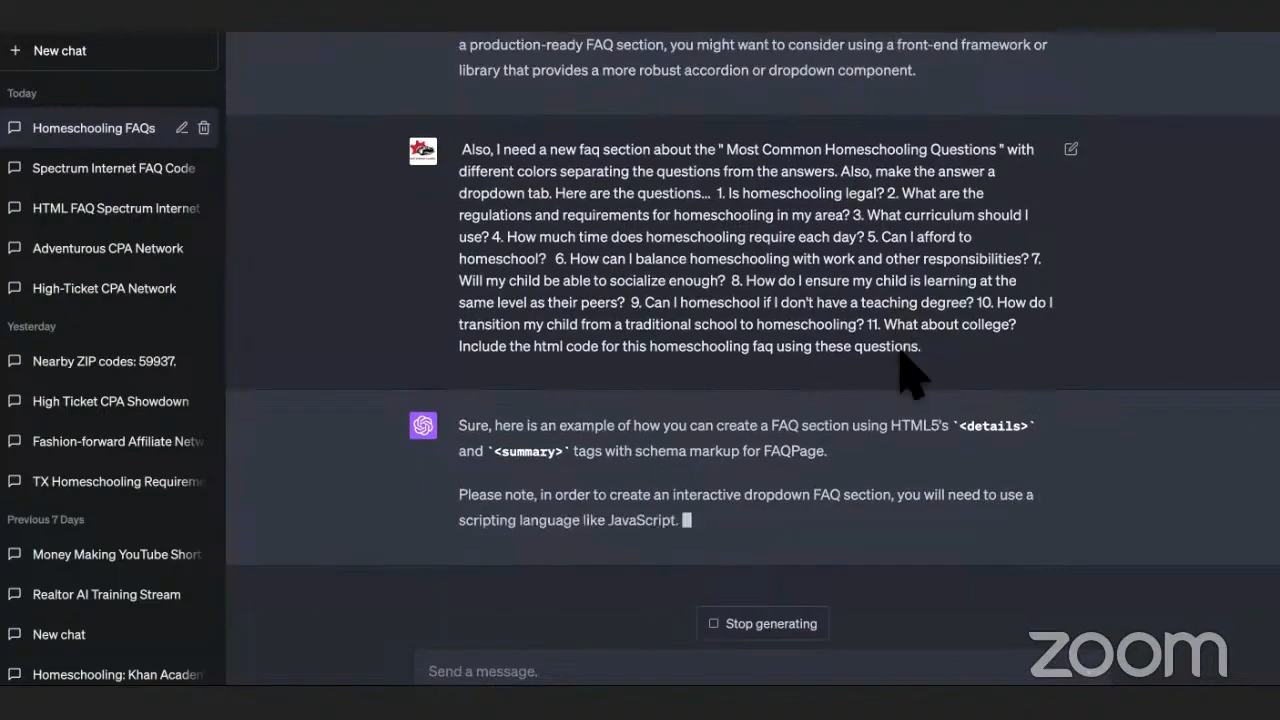 New chat
Today
Homeschooling FAQs
Spectrum Internet FAQ Code
HTML FAQ Spectrum Internet
Adventurous CPA Network
High-Ticket CPA Network
Yesterday
Nearby ZIP codes: 59937.
High Ticket CPA Showdown
Fashion-forward Affiliate Netw
TX Homeschooling Requireme
Previous 7 Days
Money Making YouTube Short
Realtor AI Training Stream
New chat
Homeschooling: Khan Academ
a production-ready FAQ section, you might want to consider using a front-end framework or
library that provides a more robust accordion or dropdown component.
Also, I need a new faq section about the " Most Common Homeschooling Questions " with
different colors separating the questions from the answers. Also, make the answer a
dropdown tab. Here are the questions... 1. Is homeschooling legal? 2. What are the
regulations and requirements for homeschooling in my area? 3. What curriculum should I
use? 4. How much time does homeschooling require each day? 5. Can I afford to
homeschool? 6. How can I balance homeschooling with work and other responsibilities? 7.
Will my child be able to socialize enough? 8. How do I ensure my child is learning at the
same level as their peers? 9. Can I homeschool if I don't have a teaching degree? 10. How do I
transition my child from a traditional school to homeschooling? 11. What about college?
Include the html code for this homeschooling faq using these questions.
Sure, here is an example of how you can create a FAQ section using HTML5's `<details>`
and `<summary>` tags with schema markup for FAQPage.
Please note, in order to create an interactive dropdown FAQ section, you will need to use a
scripting language like JavaScript.
Stop generating
Send a message.
zoom